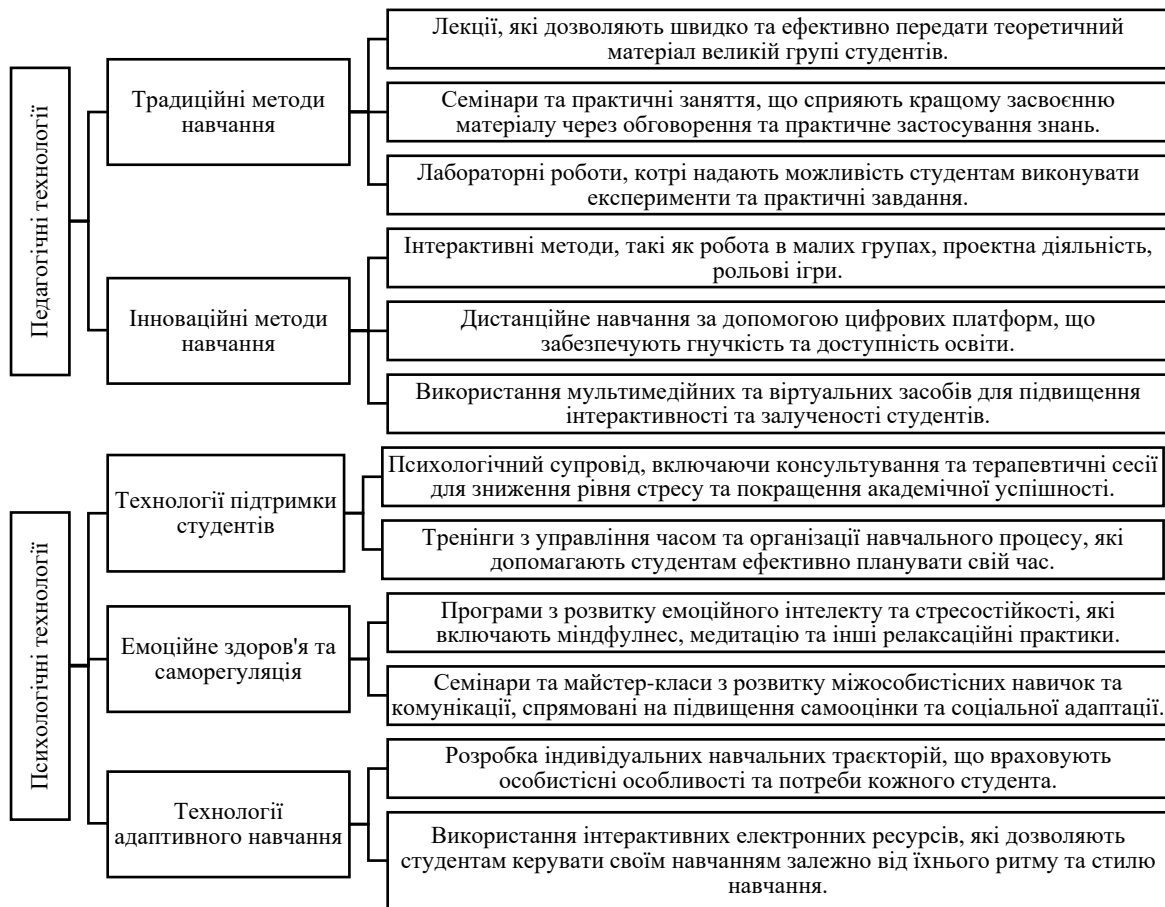 Педагогічні технології
Традиційні методи
навчання
Лекції, які дозволяють швидко та ефективно передати теоретичний
матеріал великій групі студентів.
Семінари та практичні заняття, що сприяють кращому засвоєнню
матеріалу через обговорення та практичне застосування знань.
Лабораторні роботи, котрі надають можливість студентам виконувати
експерименти та практичні завдання.
Інноваційні методи
навчання
Інтерактивні методи, такі як робота в малих групах, проектна діяльність,
рольові ігри.
Дистанційне навчання за допомогою цифрових платформ, що
забезпечують гнучкість та доступність освіти.
Використання мультимедійних та віртуальних засобів для підвищення
інтерактивності та залученості студентів.
Психологічні технології
Технології підтримки
студентів
Психологічний супровід, включаючи консультування та терапевтичні сесії
для зниження рівня стресу та покращення академічної успішності.
Тренінги з управління часом та організації навчального процесу, які
допомагають студентам ефективно планувати свій час.
Емоційне здоров'я та
саморегуляція
Програми з розвитку емоційного інтелекту та стресостійкості, які
включають міндфулнес, медитацію та інші релаксаційні практики.
Семінари та майстер-класи з розвитку міжособистісних навичок та
комунікації, спрямовані на підвищення самооцінки та соціальної адаптації.
Технології
адаптивного навчання
Розробка індивідуальних навчальних траєкторій, що враховують
особистісні особливості та потреби кожного студента.
Використання інтерактивних електронних ресурсів, які дозволяють
студентам керувати своїм навчанням залежно від їхнього ритму та стилю
навчання.